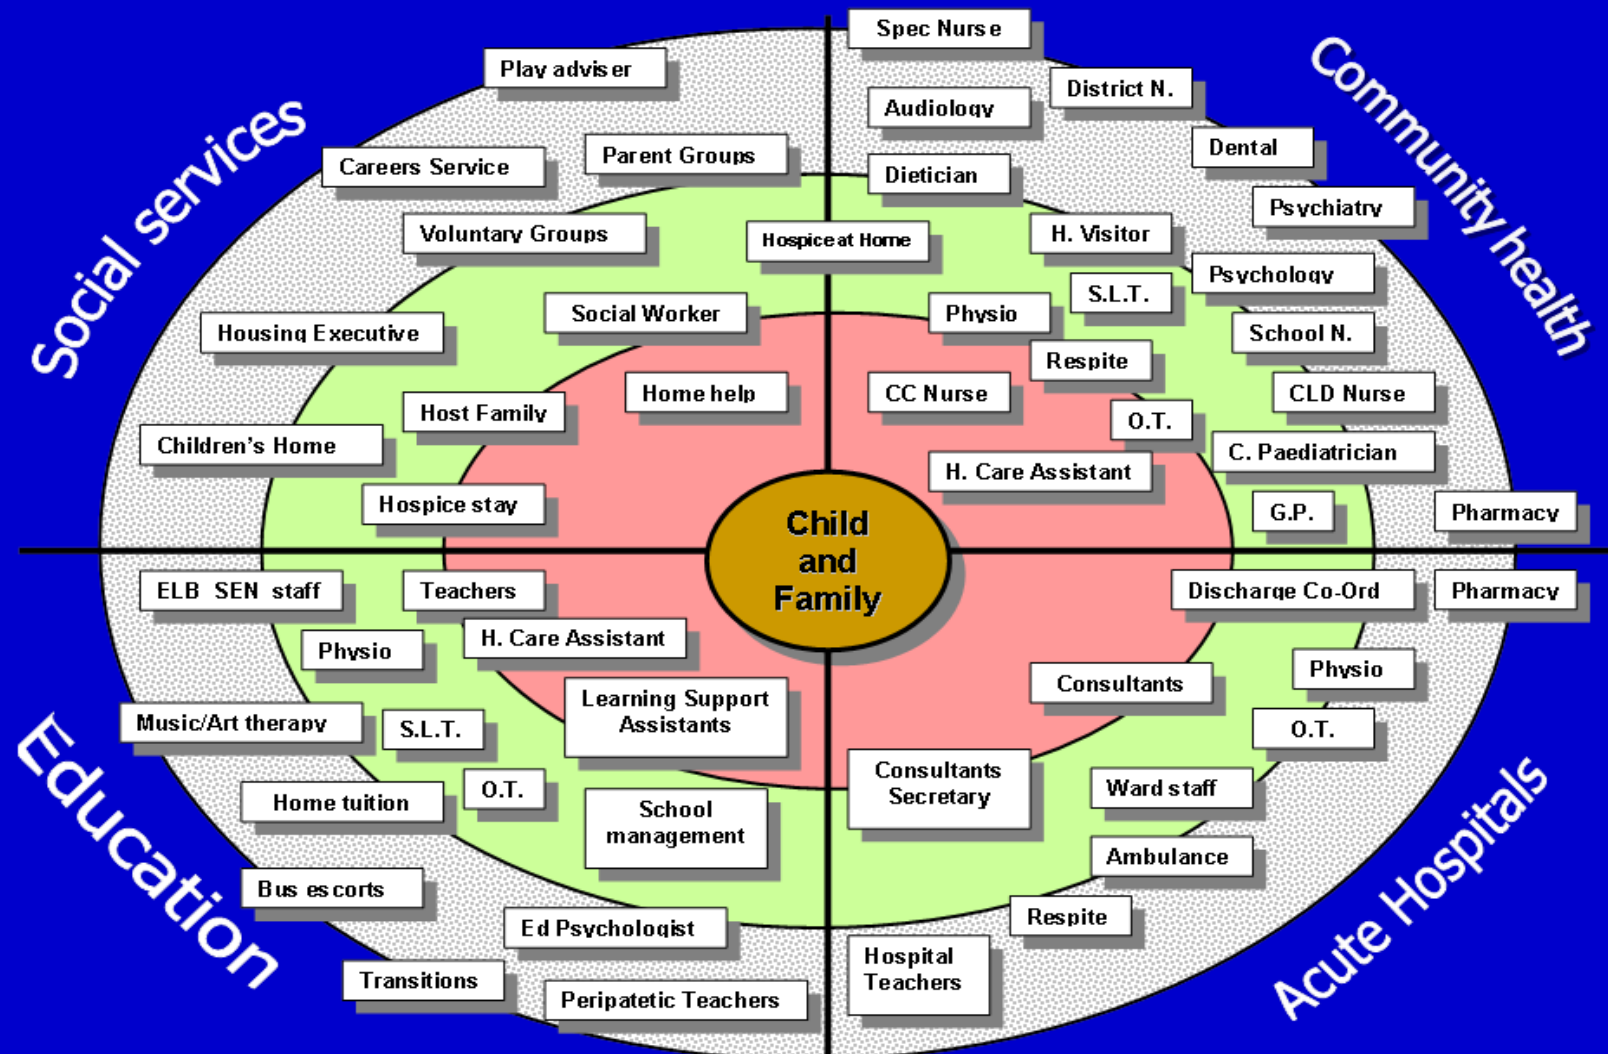 Social services
Play adviser
Careers Service
Parent Groups
Voluntary Groups
Hospice at Home
Social Worker
Housing Executive
Home help
Host Family
Children's Home
Hospice stay
Community health
Spec Nurse
District N.
Audiology
Dental
Dietician
Psychiatry
H. Visitor
Psychology
S.L.T.
Physio
School N.
Respite
CC Nurse
CLD Nurse
O.T.
C. Paediatrician
H. Care Assistant
G.P.
Pharmacy
Child
and
Family
Education
ELB SEN staff
Teachers
H. Care Assistant
Physio
Learning Support
Assistants
Music/Art therapy
S.L.T.
O.T.
Home tuition
School
management
Bus escorts
Ed Psychologist
Transitions
Peripatetic Teachers
Acute Hospitals
Discharge Co-Ord
Pharmacy
Physio
Consultants
O.T.
Consultants
Secretary
Ward staff
Ambulance
Respite
Hospital
Teachers